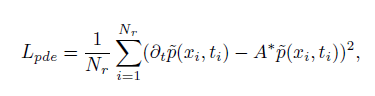 L_{pde} = \frac{1}{N_r} \sum_{i=1}^{N_r} (\partial_t \tilde{p}(x_i, t_i) - A^* \tilde{p}(x_i, t_i))^2,